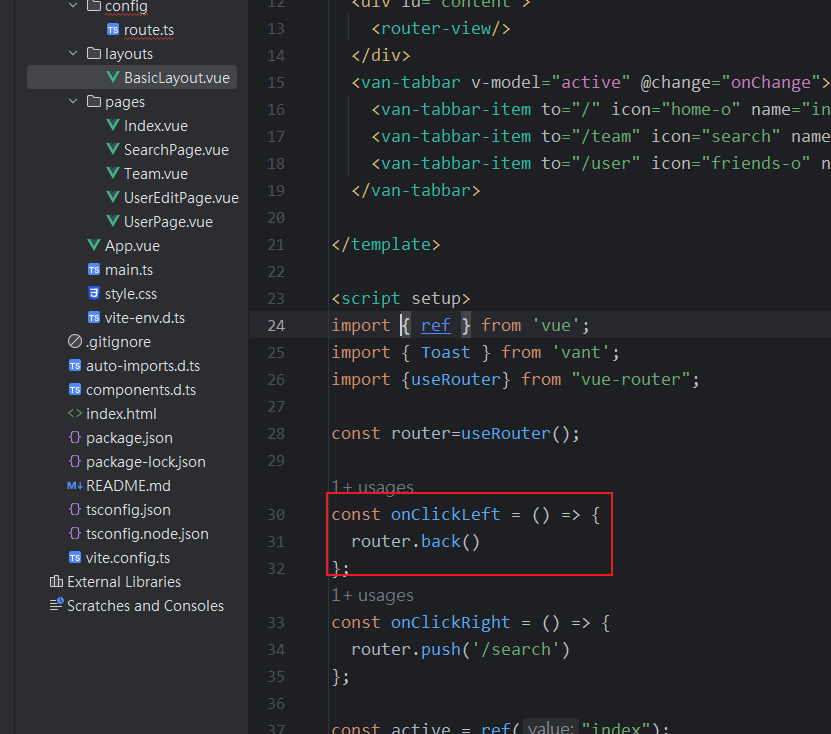 config
route.ts
layouts
BasicLayout.vue
pages
Index.vue
SearchPage.vue
Team.vue
UserEditPage.vue
UserPage.vue
App.vue
TS main.ts
style.css
TS vite-env.d.ts
.gitignore
TS auto-imports.d.ts
TS components.d.ts
<> index.html
{} package.json
{} package-lock.json
M↓ README.md
{} tsconfig.json
{} tsconfig.node.json
TS vite.config.ts
External Libraries
Scratches and Consoles
12 <div id="content">
13 <router-view/>
14 </div>
15 <van-tabbar v-model="active" @change="onChange">
16 <van-tabbar-item to="/" icon="home-o" name="in
17 <van-tabbar-item to="/team" icon="search" name
18 <van-tabbar-item to="/user" icon="friends-o" n
19 </van-tabbar>
20
21 </template>
22
23 <script setup>
24 import { ref } from 'vue';
25 import { Toast } from 'vant';
26 import {useRouter} from "vue-router";
27
28 const router=useRouter();
29
1+ usages
30 const onClickLeft = () => {
31 router.back()
32 };
1+ usages
33 const onClickRight = () => {
34 router.push('/search')
35 };
36
37 const active = ref( value: "index");